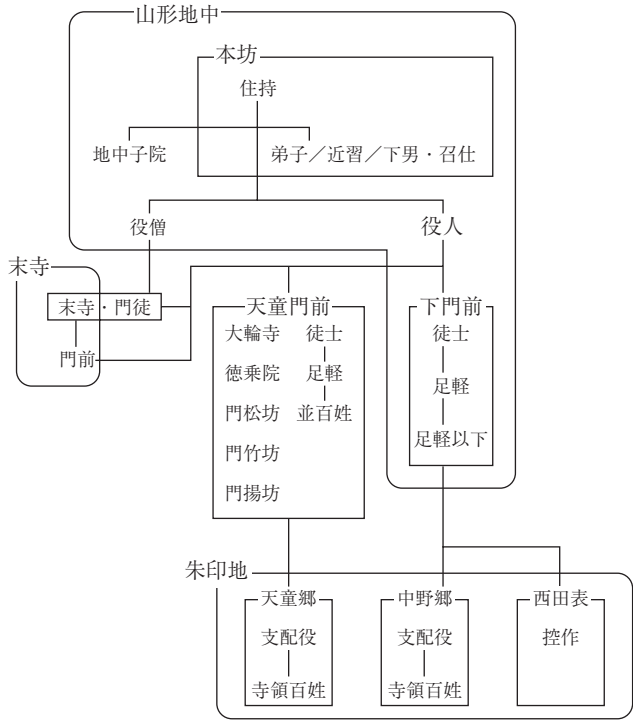 山形地中
本坊
住持
地中子院
弟子／近習／下男・召仕
役僧
役人
末寺
末寺・門徒
門前
天童門前
大輪寺　徒士
徳乗院　足軽
門松坊　並百姓
門竹坊
門揚坊
下門前
徒士
足軽
足軽以下
朱印地
天童郷
支配役
寺領百姓
中野郷
支配役
寺領百姓
西田表
控作